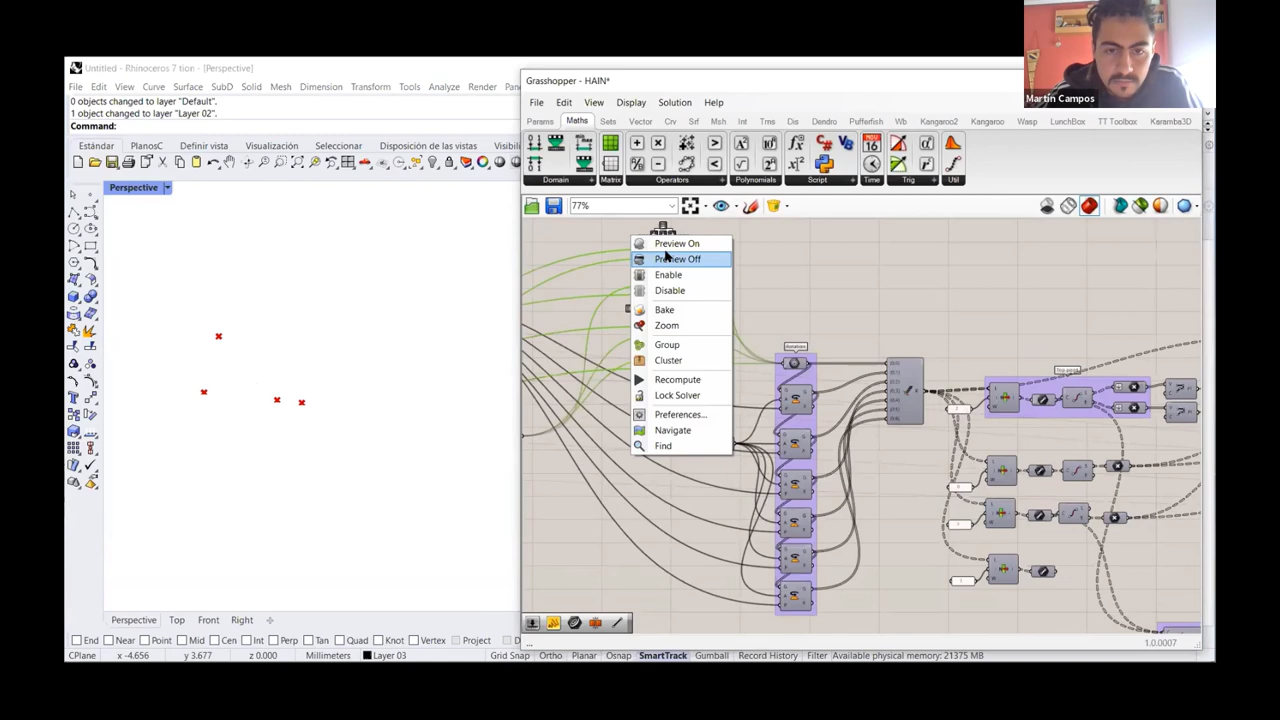 Untitled - Rhinoceros 7 tion - [Perspective]
File Edit View Curve Surface SubD Solid Mesh Dimension Transform Tools Analyze Render
0 objects changed to layer "Default".
1 object changed to layer "Layer 02".
Command:
Estándar PlanosC Definir vista Visualización Seleccionar Disposición de las vistas
Perspective
Perspective Top Front Right
End Near Point Mid Cen Int Perp Tan Quad Knot Vertex Project
CPlane x -4.656 y 3.677 z 0.000 Millimeters Layer 03 Grid Snap Ortho Planar Osnap SmartTrack Gumball Record History Filter Available physical memory: 21375 MB
Grasshopper - HAIN*
File Edit View Display Solution Help
Params Maths Sets Vector Crv Srf Msh Int Trns Dis Dendro Pufferfish Wb Kangaroo2 Kangaroo Wasp LunchBox TT Toolbox Karamba3D
Domain Matrix Operators Polynomials Script Time Trig Util
77%
Preview On
Preview Off
Enable
Disable
Bake
Zoom
Group
Cluster
Recompute
Lock Solver
Preferences...
Navigate
Find
1.0.0007
Martin Campos